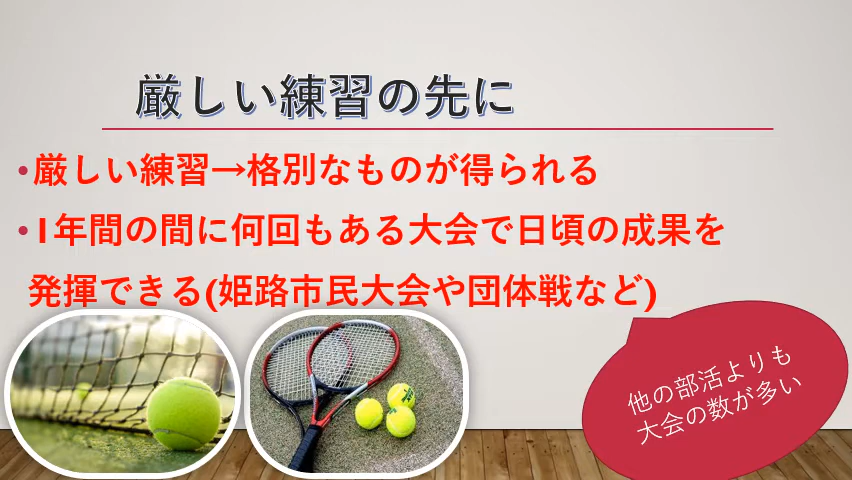 厳しい練習の先に
•厳しい練習→格別なものが得られる
•1年間の間に何回もある大会で日頃の成果を
発揮できる(姫路市民大会や団体戦など)
他の部活よりも
大会の数が多い